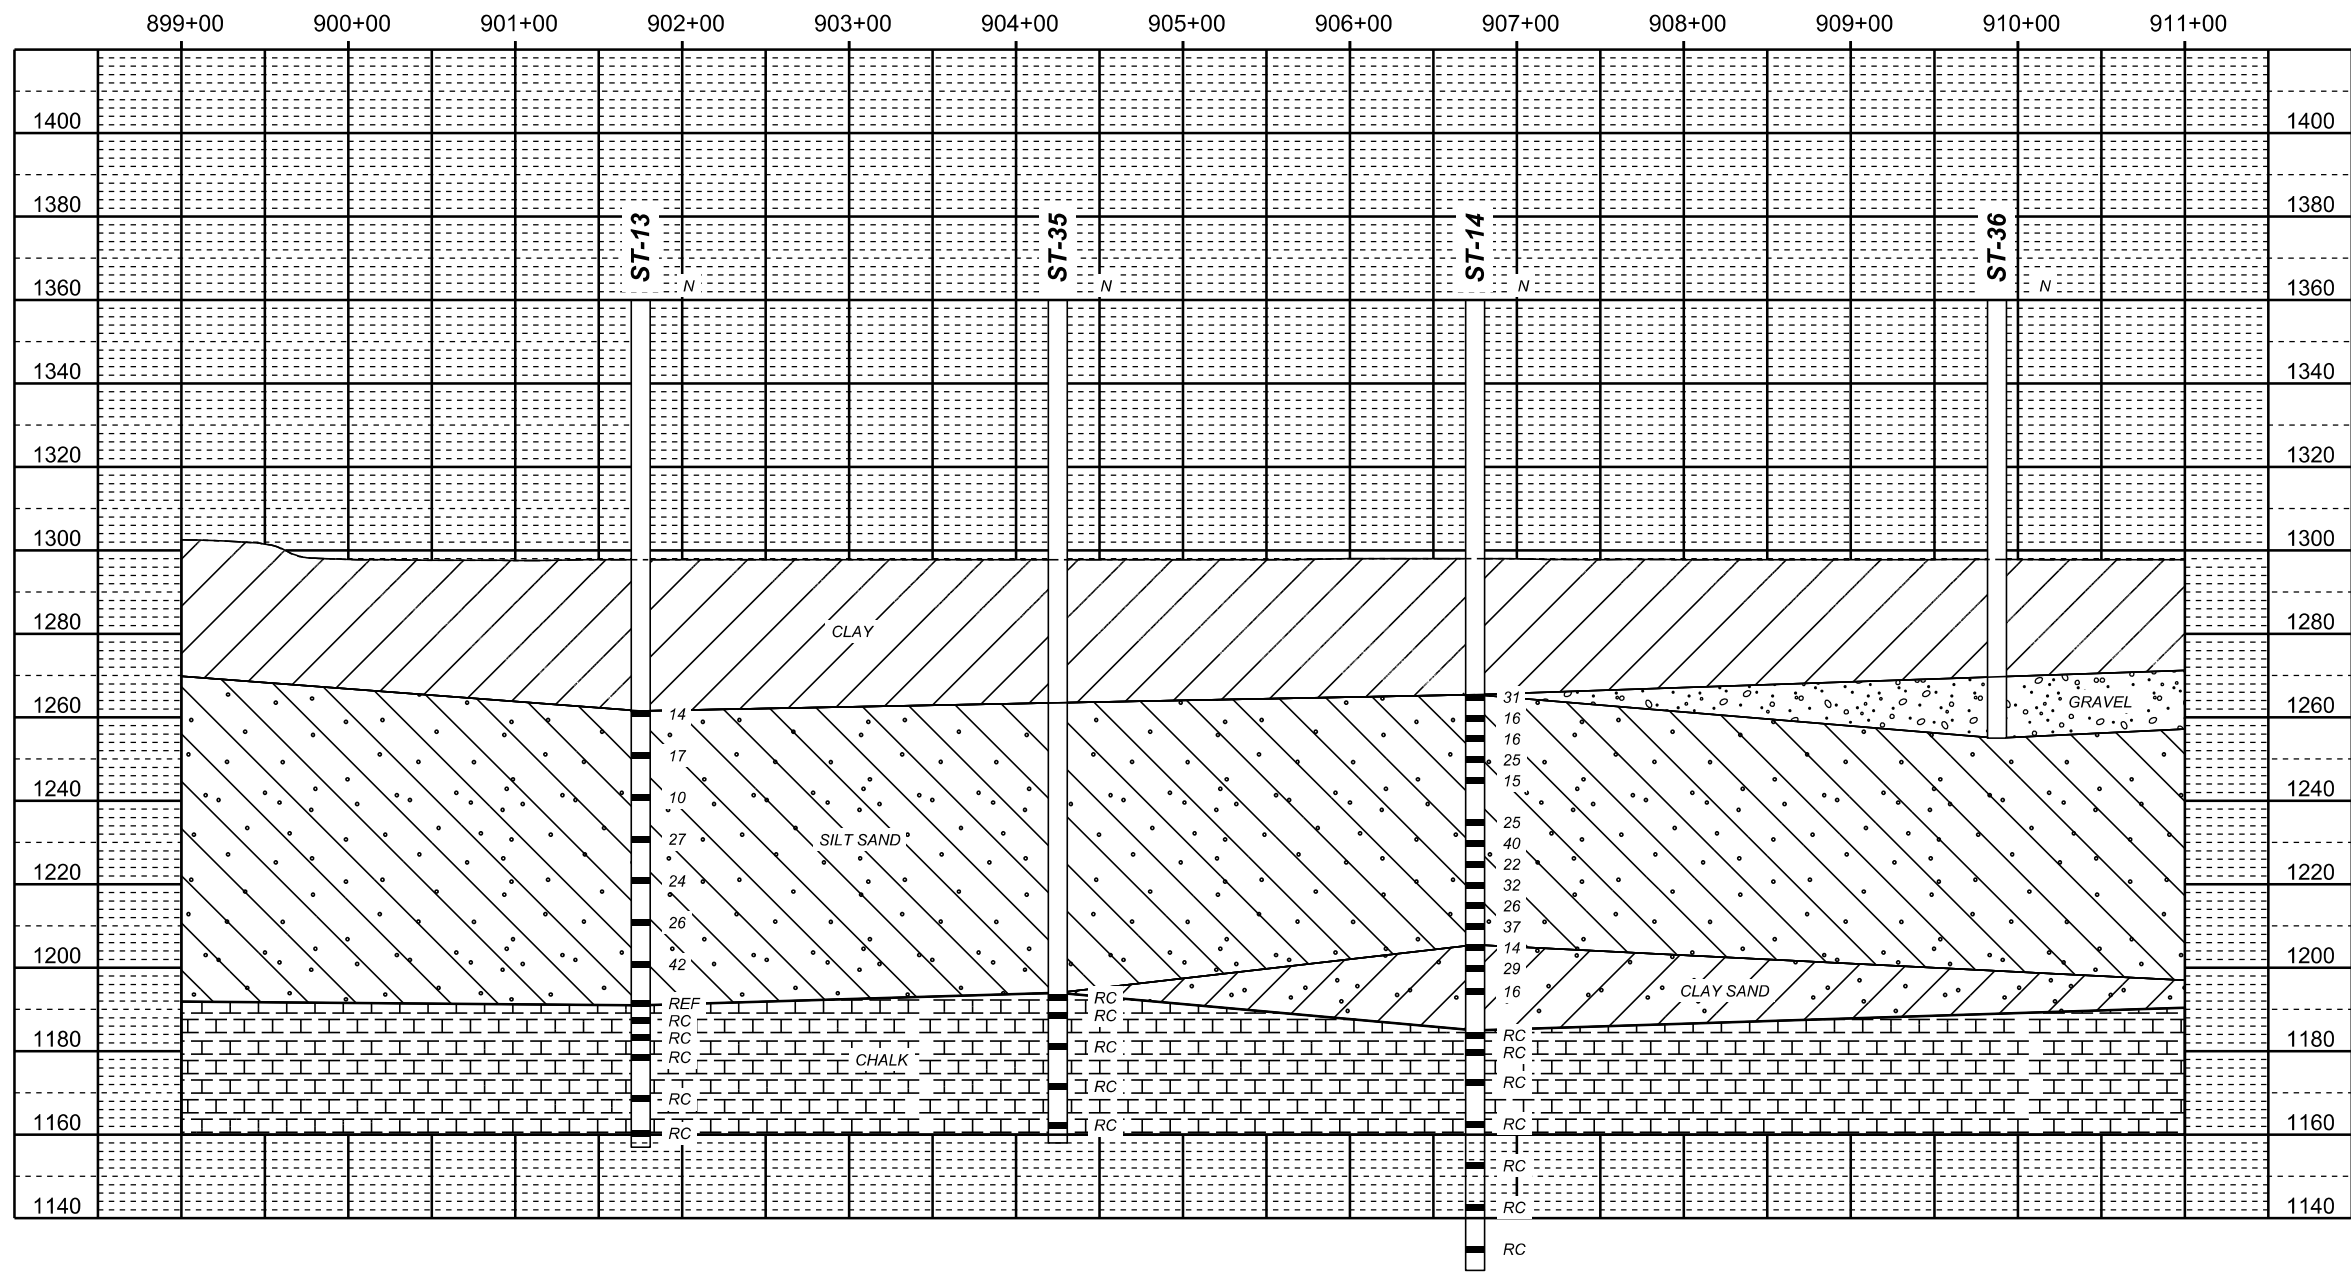 899+00 900+00 901+00 902+00 903+00 904+00 905+00 906+00 907+00 908+00 909+00 910+00 911+00
1400 1400
1380 1380
ST-13 ST-35 ST-14 ST-36
1360 N N N N 1360
1340 1340
1320 1320
1300 1300
1280 CLAY 1280
31 GRAVEL
1260 14 16 1260
16
17 25
15
1240 10 1240
25
27 SILT SAND 40
22
1220 24 32 1220
26
26 37
14
1200 42 29 1200
16 CLAY SAND
REF RC
RC RC
1180 RC RC 1180
RC CHALK RC RC
RC RC RC
1160 RC RC RC 1160
RC
1140 RC 1140
RC